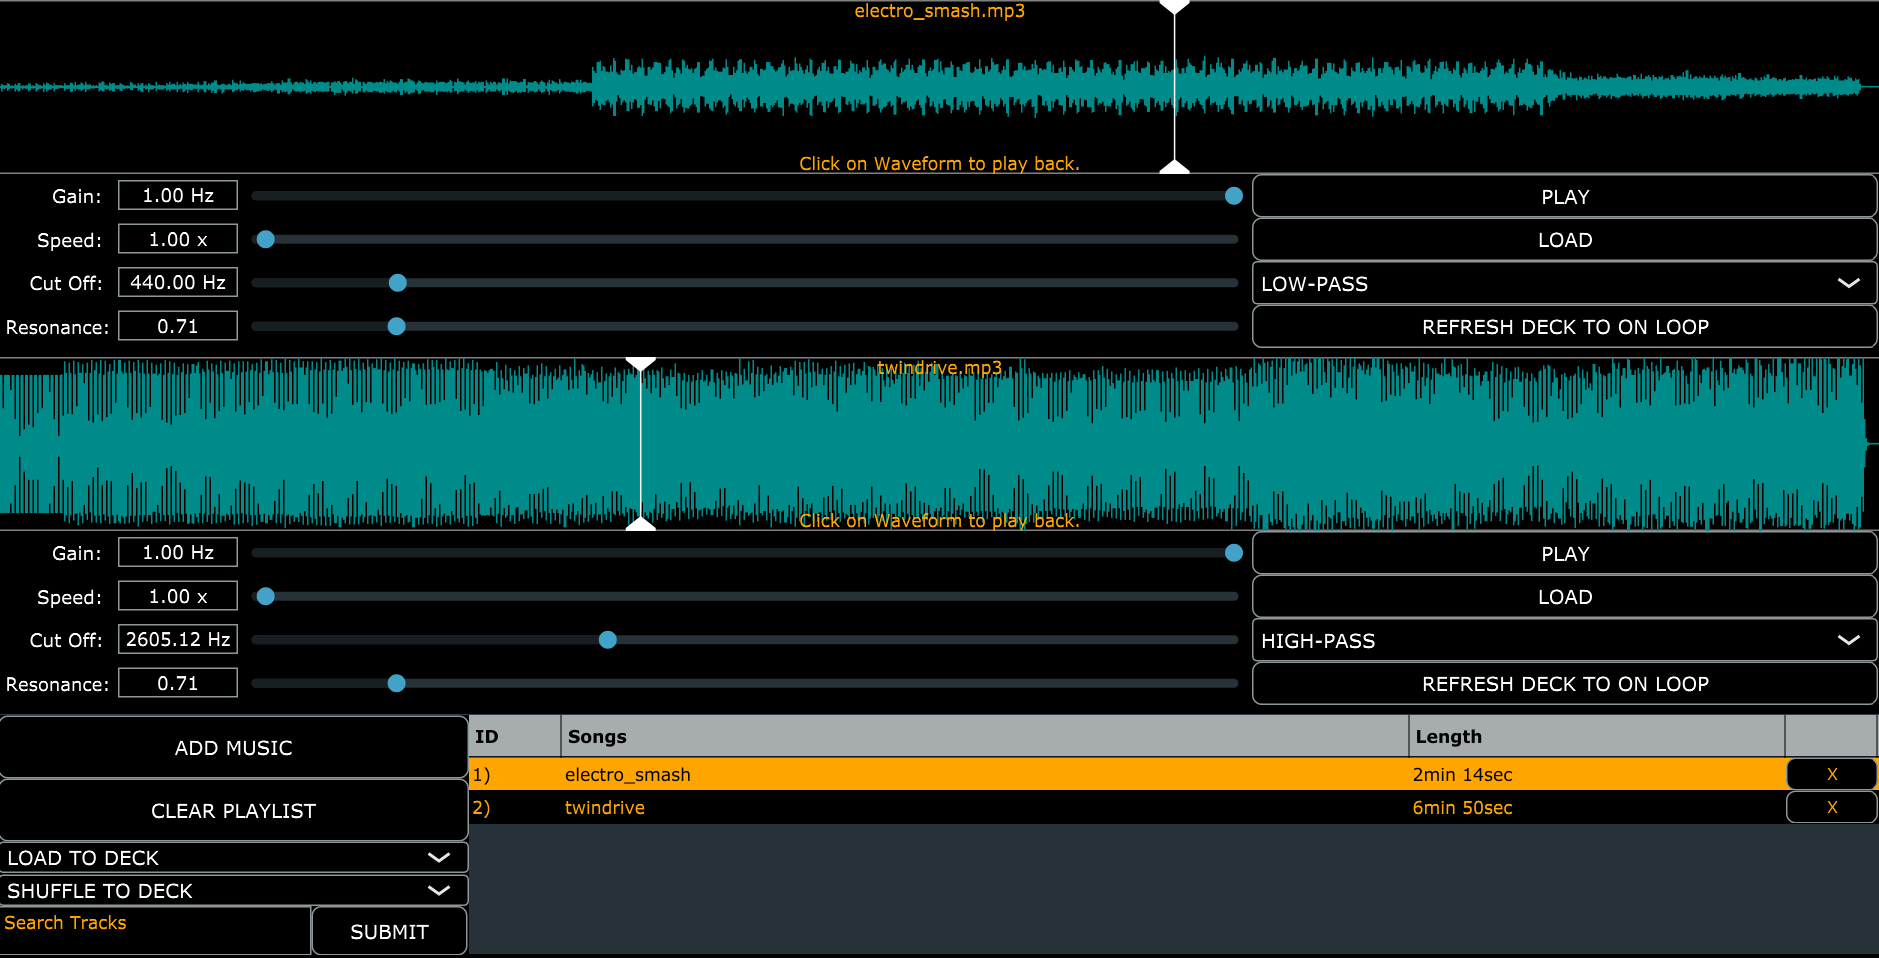 electro_smash.mp3
Click on Waveform to play back.
Gain: 1.00 Hz PLAY
Speed: 1.00 x LOAD
Cut Off: 440.00 Hz LOW-PASS
Resonance: 0.71 REFRESH DECK TO ON LOOP
twindrive.mp3
Click on Waveform to play back.
Gain: 1.00 Hz PLAY
Speed: 1.00 x LOAD
Cut Off: 2605.12 Hz HIGH-PASS
Resonance: 0.71 REFRESH DECK TO ON LOOP
ADD MUSIC
CLEAR PLAYLIST
LOAD TO DECK
SHUFFLE TO DECK
Search Tracks SUBMIT
ID Songs Length
1) electro_smash 2min 14sec X
2) twindrive 6min 50sec X